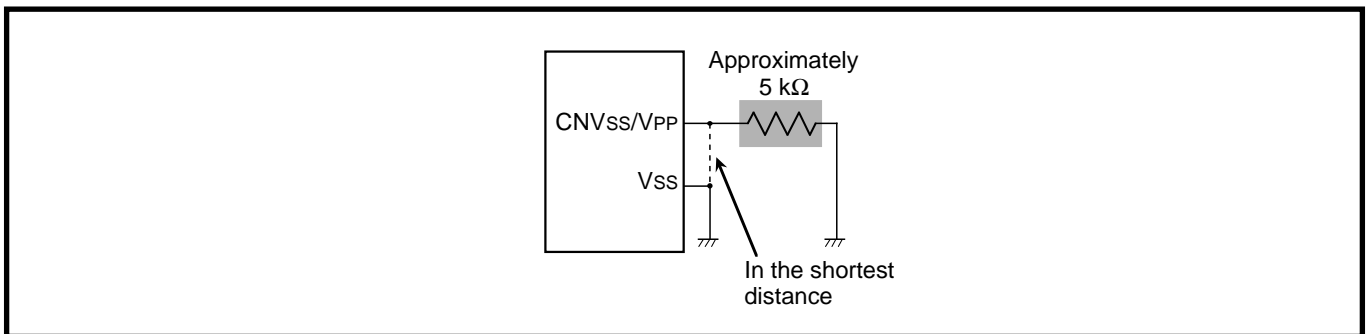 Approximately
5 kΩ
CNVSS/VPP
VSS
In the shortest
distance